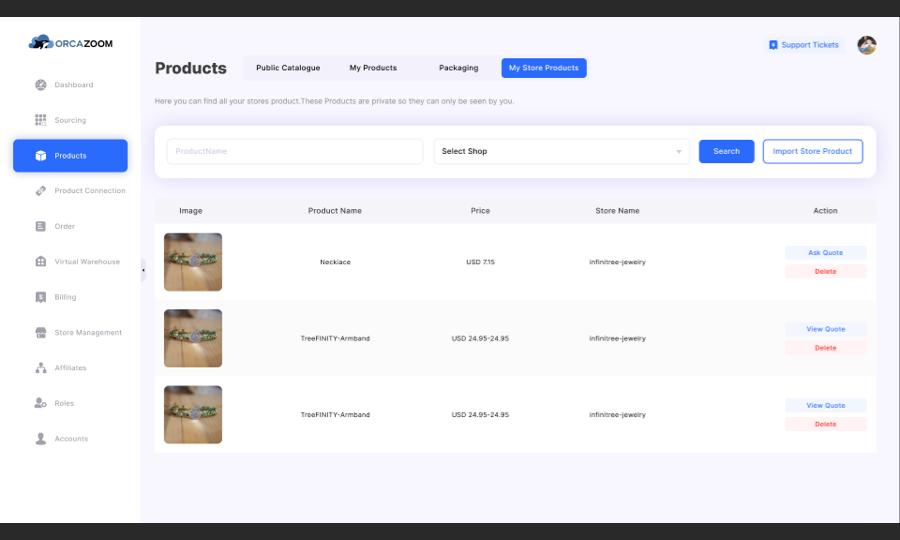 ORCAZOOM
Support Tickets
Products
Public Catalogue
My Products
Packaging
My Store Products
Here you can find all your stores product.These Products are private so they can only be seen by you.
Dashboard
Sourcing
Products
Product Connection
Order
Virtual Warehouse
Billing
Store Management
Affiliates
Roles
Accounts
ProductName
Select Shop
Search
Import Store Product
Image Product Name Price Store Name Action
Necklace USD 7.15 infinitree-jewelry
Ask Quote
Delete
TreeFINITY-Armband USD 24.95-24.95 infinitree-jewelry
View Quote
Delete
TreeFINITY-Armband USD 24.95-24.95 infinitree-jewelry
View Quote
Delete